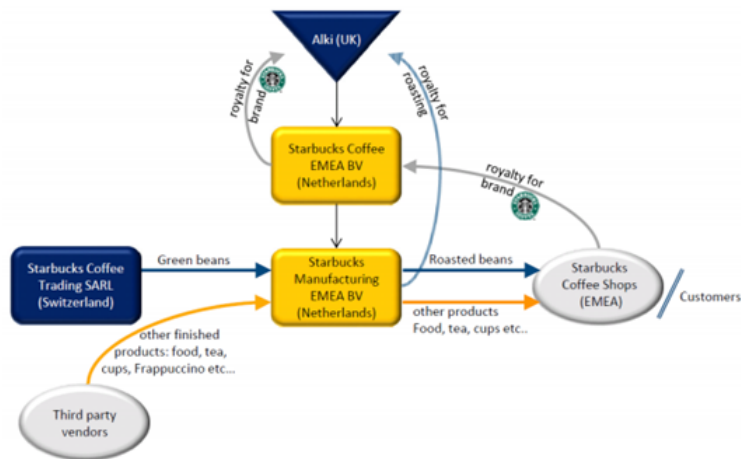 Alki (UK)
royalty for
brand
royalty for
roasting
Starbucks Coffee
EMEA BV
(Netherlands)
royalty for
brand
Starbucks Coffee
Trading SARL
(Switzerland)
Green beans
Starbucks
Manufacturing
EMEA BV
(Netherlands)
Roasted beans
Starbucks
Coffee Shops
(EMEA)
Customers
other finished
products: food, tea,
cups, Frappuccino etc...
other products
Food, tea, cups etc..
Third party
vendors